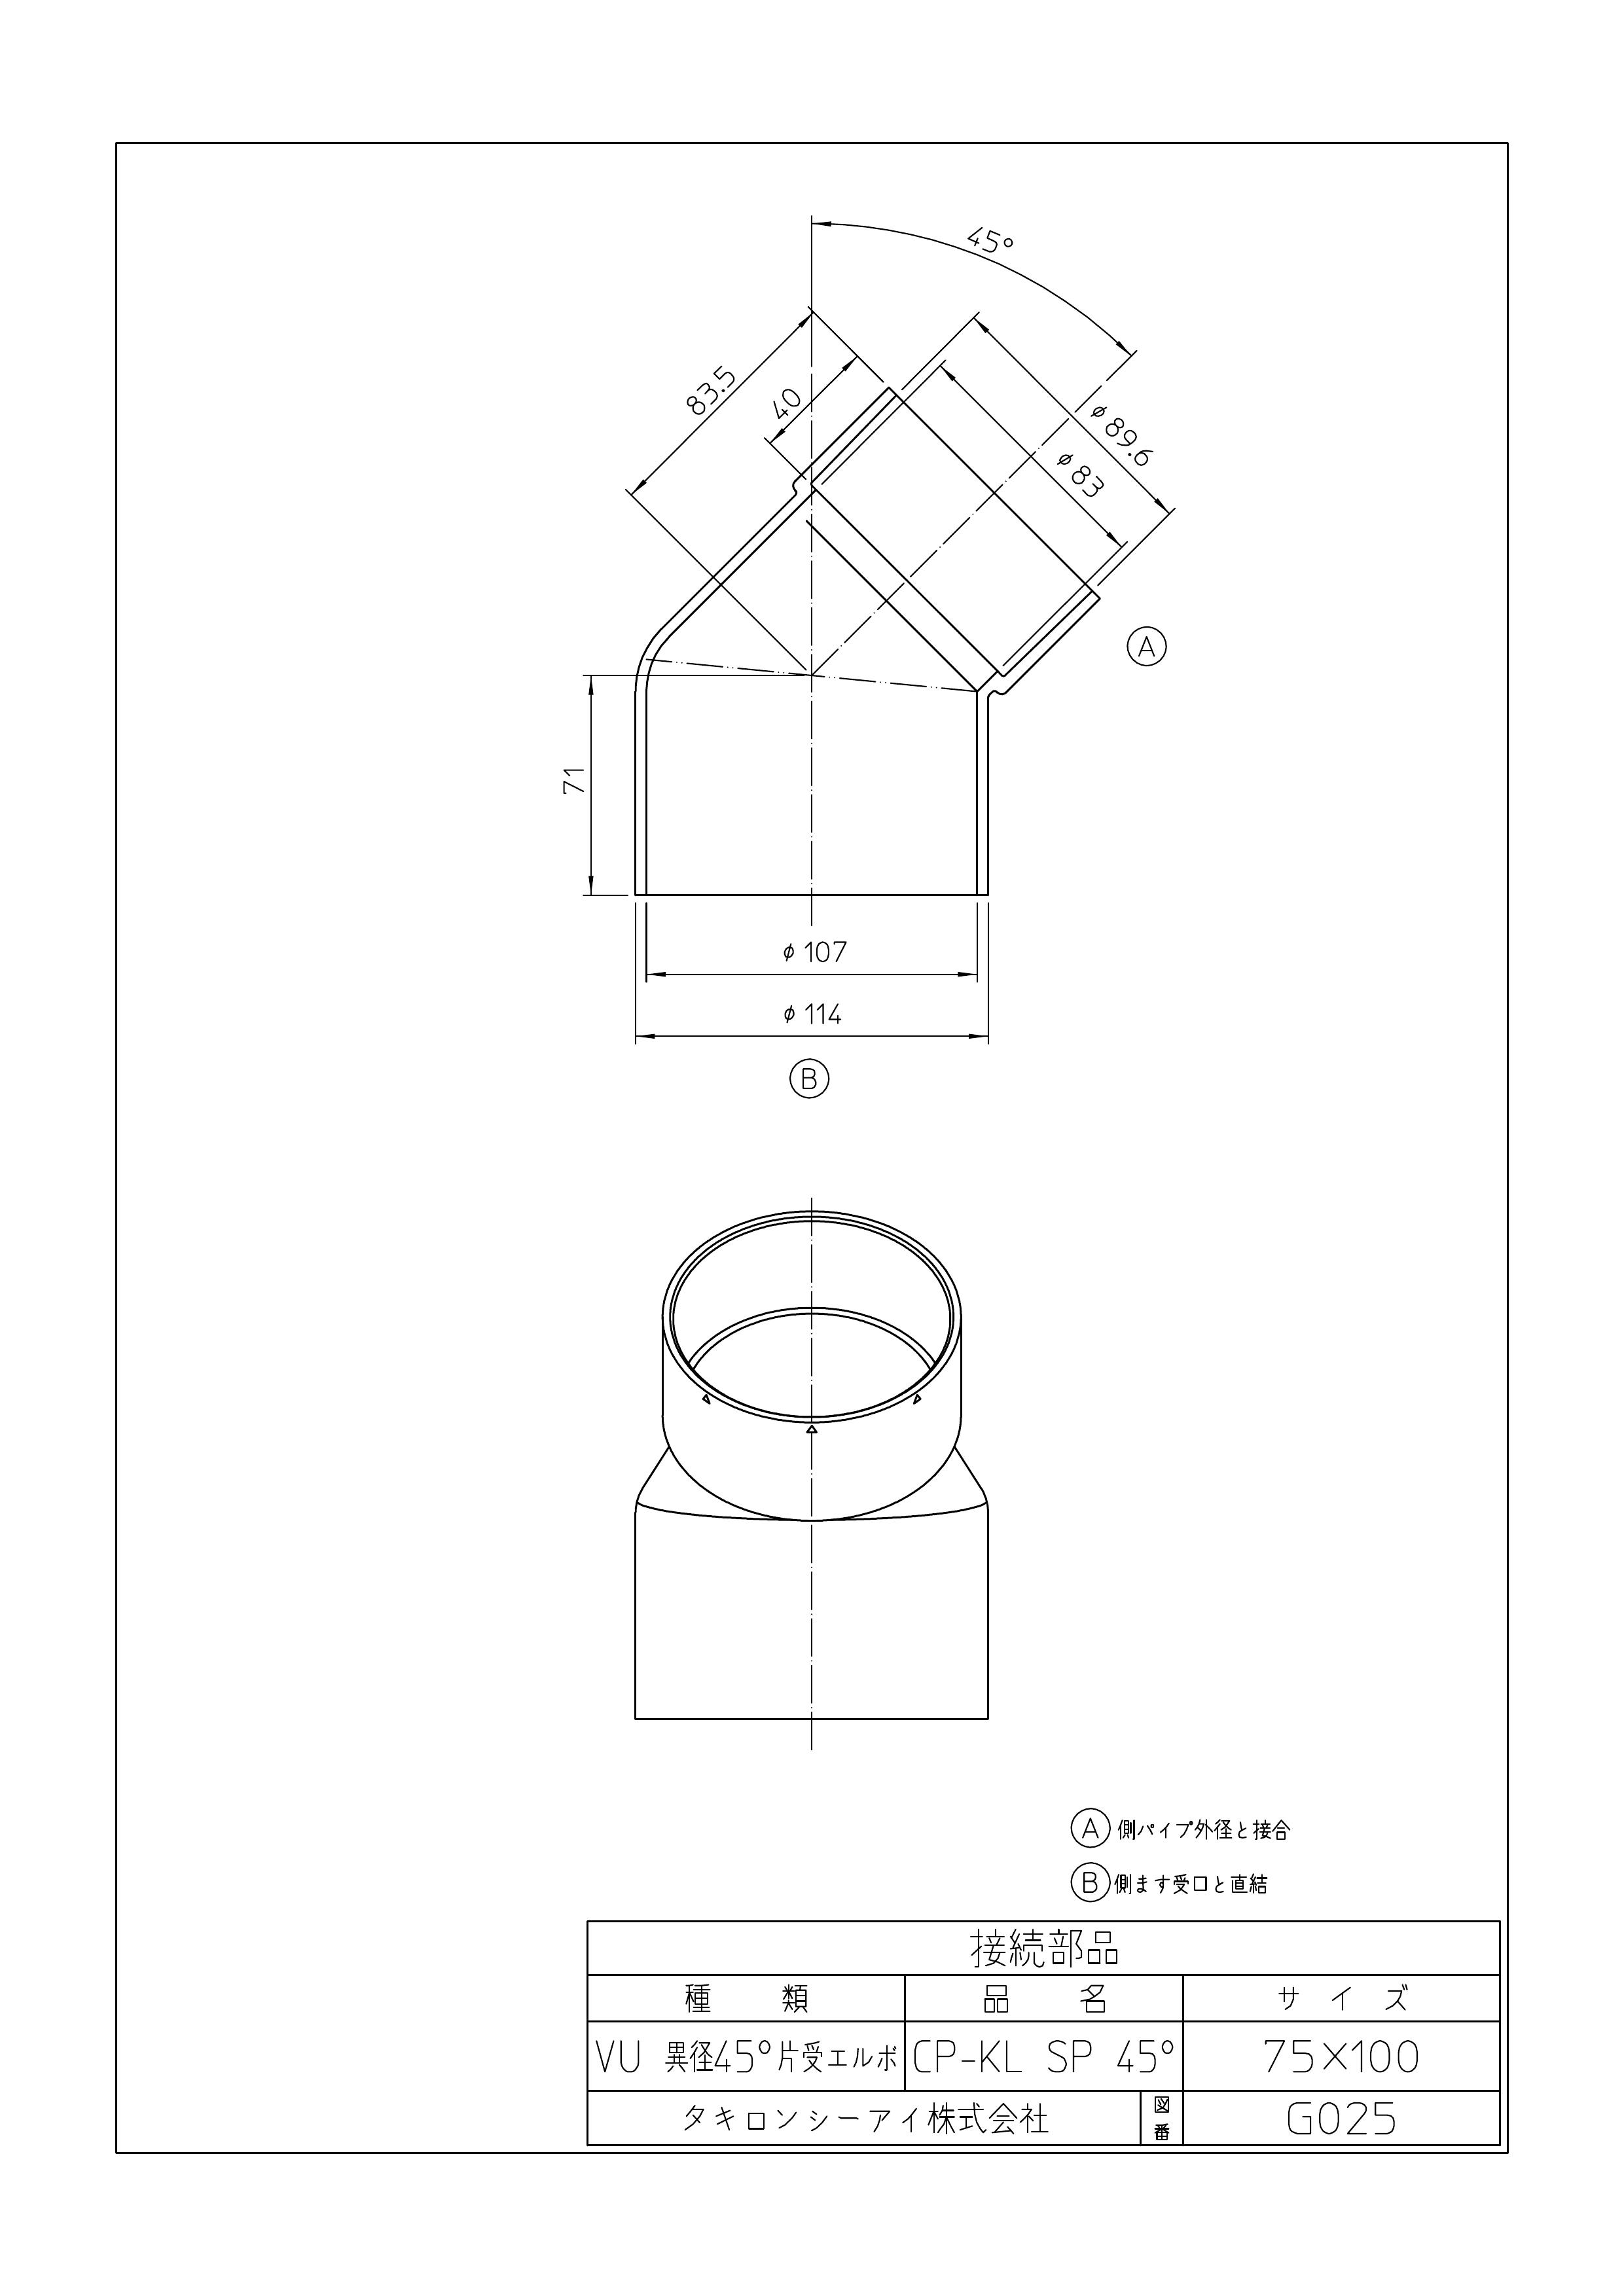 45°
83.5
40
φ89.6
φ83
A
71
φ107
φ114
B
A 側パイプ外径と接合
B 側ます受口と直結
接続部品
種 類 品 名 サイズ
VU 異径45°片受エルボ CP-KL SP 45° 75×100
タキロンシーアイ株式会社 図番 G025